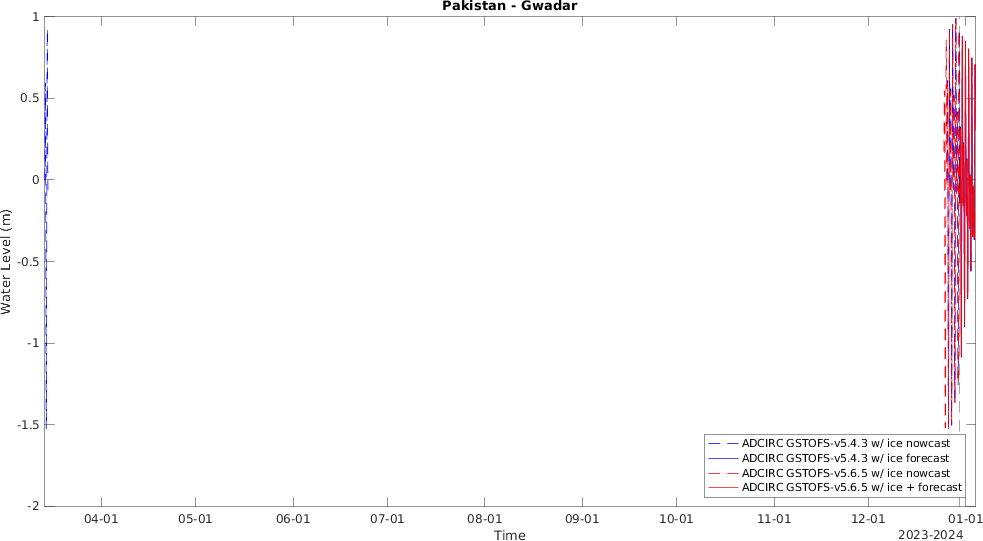 Pakistan - Gwadar
1
0.5
0
-0.5
-1
-1.5
-2
Water Level (m)
ADCIRC GSTOFS-v5.4.3 w/ ice nowcast
ADCIRC GSTOFS-v5.4.3 w/ ice forecast
ADCIRC GSTOFS-v5.6.5 w/ ice nowcast
ADCIRC GSTOFS-v5.6.5 w/ ice + forecast
04-01 05-01 06-01 07-01 08-01 09-01 10-01 11-01 12-01 01-01
Time
2023-2024